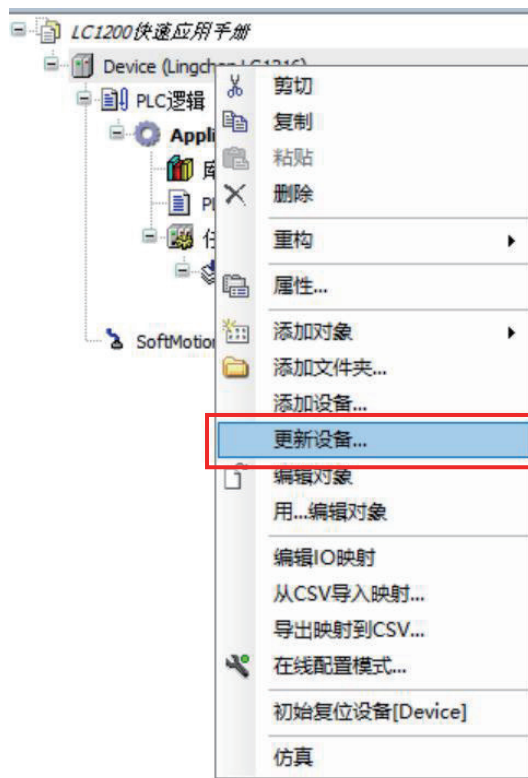 LC1200快速应用手册
Device (Lingchen LC1216)
PLC逻辑
Appli
库
PL
任
SoftMotion
剪切
复制
粘贴
删除
重构
属性...
添加对象
添加文件夹...
添加设备...
更新设备...
编辑对象
用...编辑对象
编辑IO映射
从CSV导入映射...
导出映射到CSV...
在线配置模式...
初始复位设备[Device]
仿真